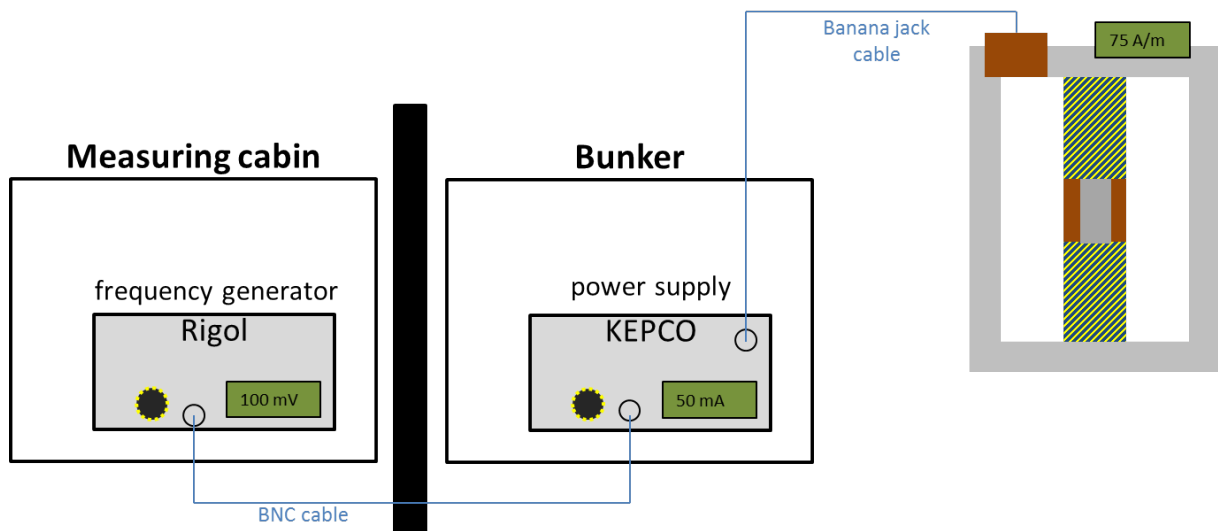 Banana jack
cable
75 A/m
Measuring cabin
Bunker
frequency generator
Rigol
100 mV
power supply
KEPCO
50 mA
BNC cable